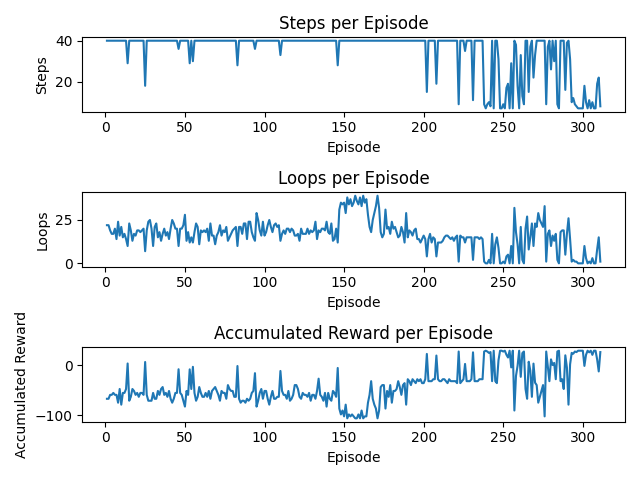 Steps per Episode
40
20
Steps
0 50 100 150 200 250 300
Episode
Loops per Episode
25
0
Loops
0 50 100 150 200 250 300
Episode
Accumulated Reward per Episode
0
−100
Accumulated Reward
0 50 100 150 200 250 300
Episode